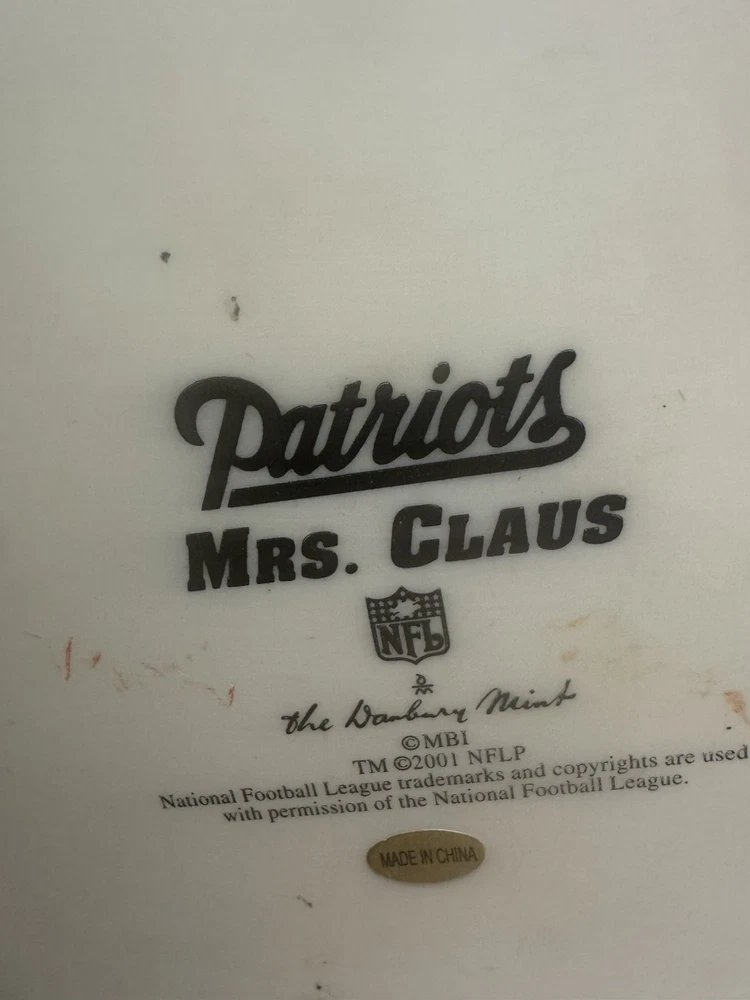 Patriots
MRS. CLAUS
NFL
D/M
the Danbury Mint
©MBI
TM ©2001 NFLP
National Football League trademarks and copyrights are used
with permission of the National Football League.
MADE IN CHINA